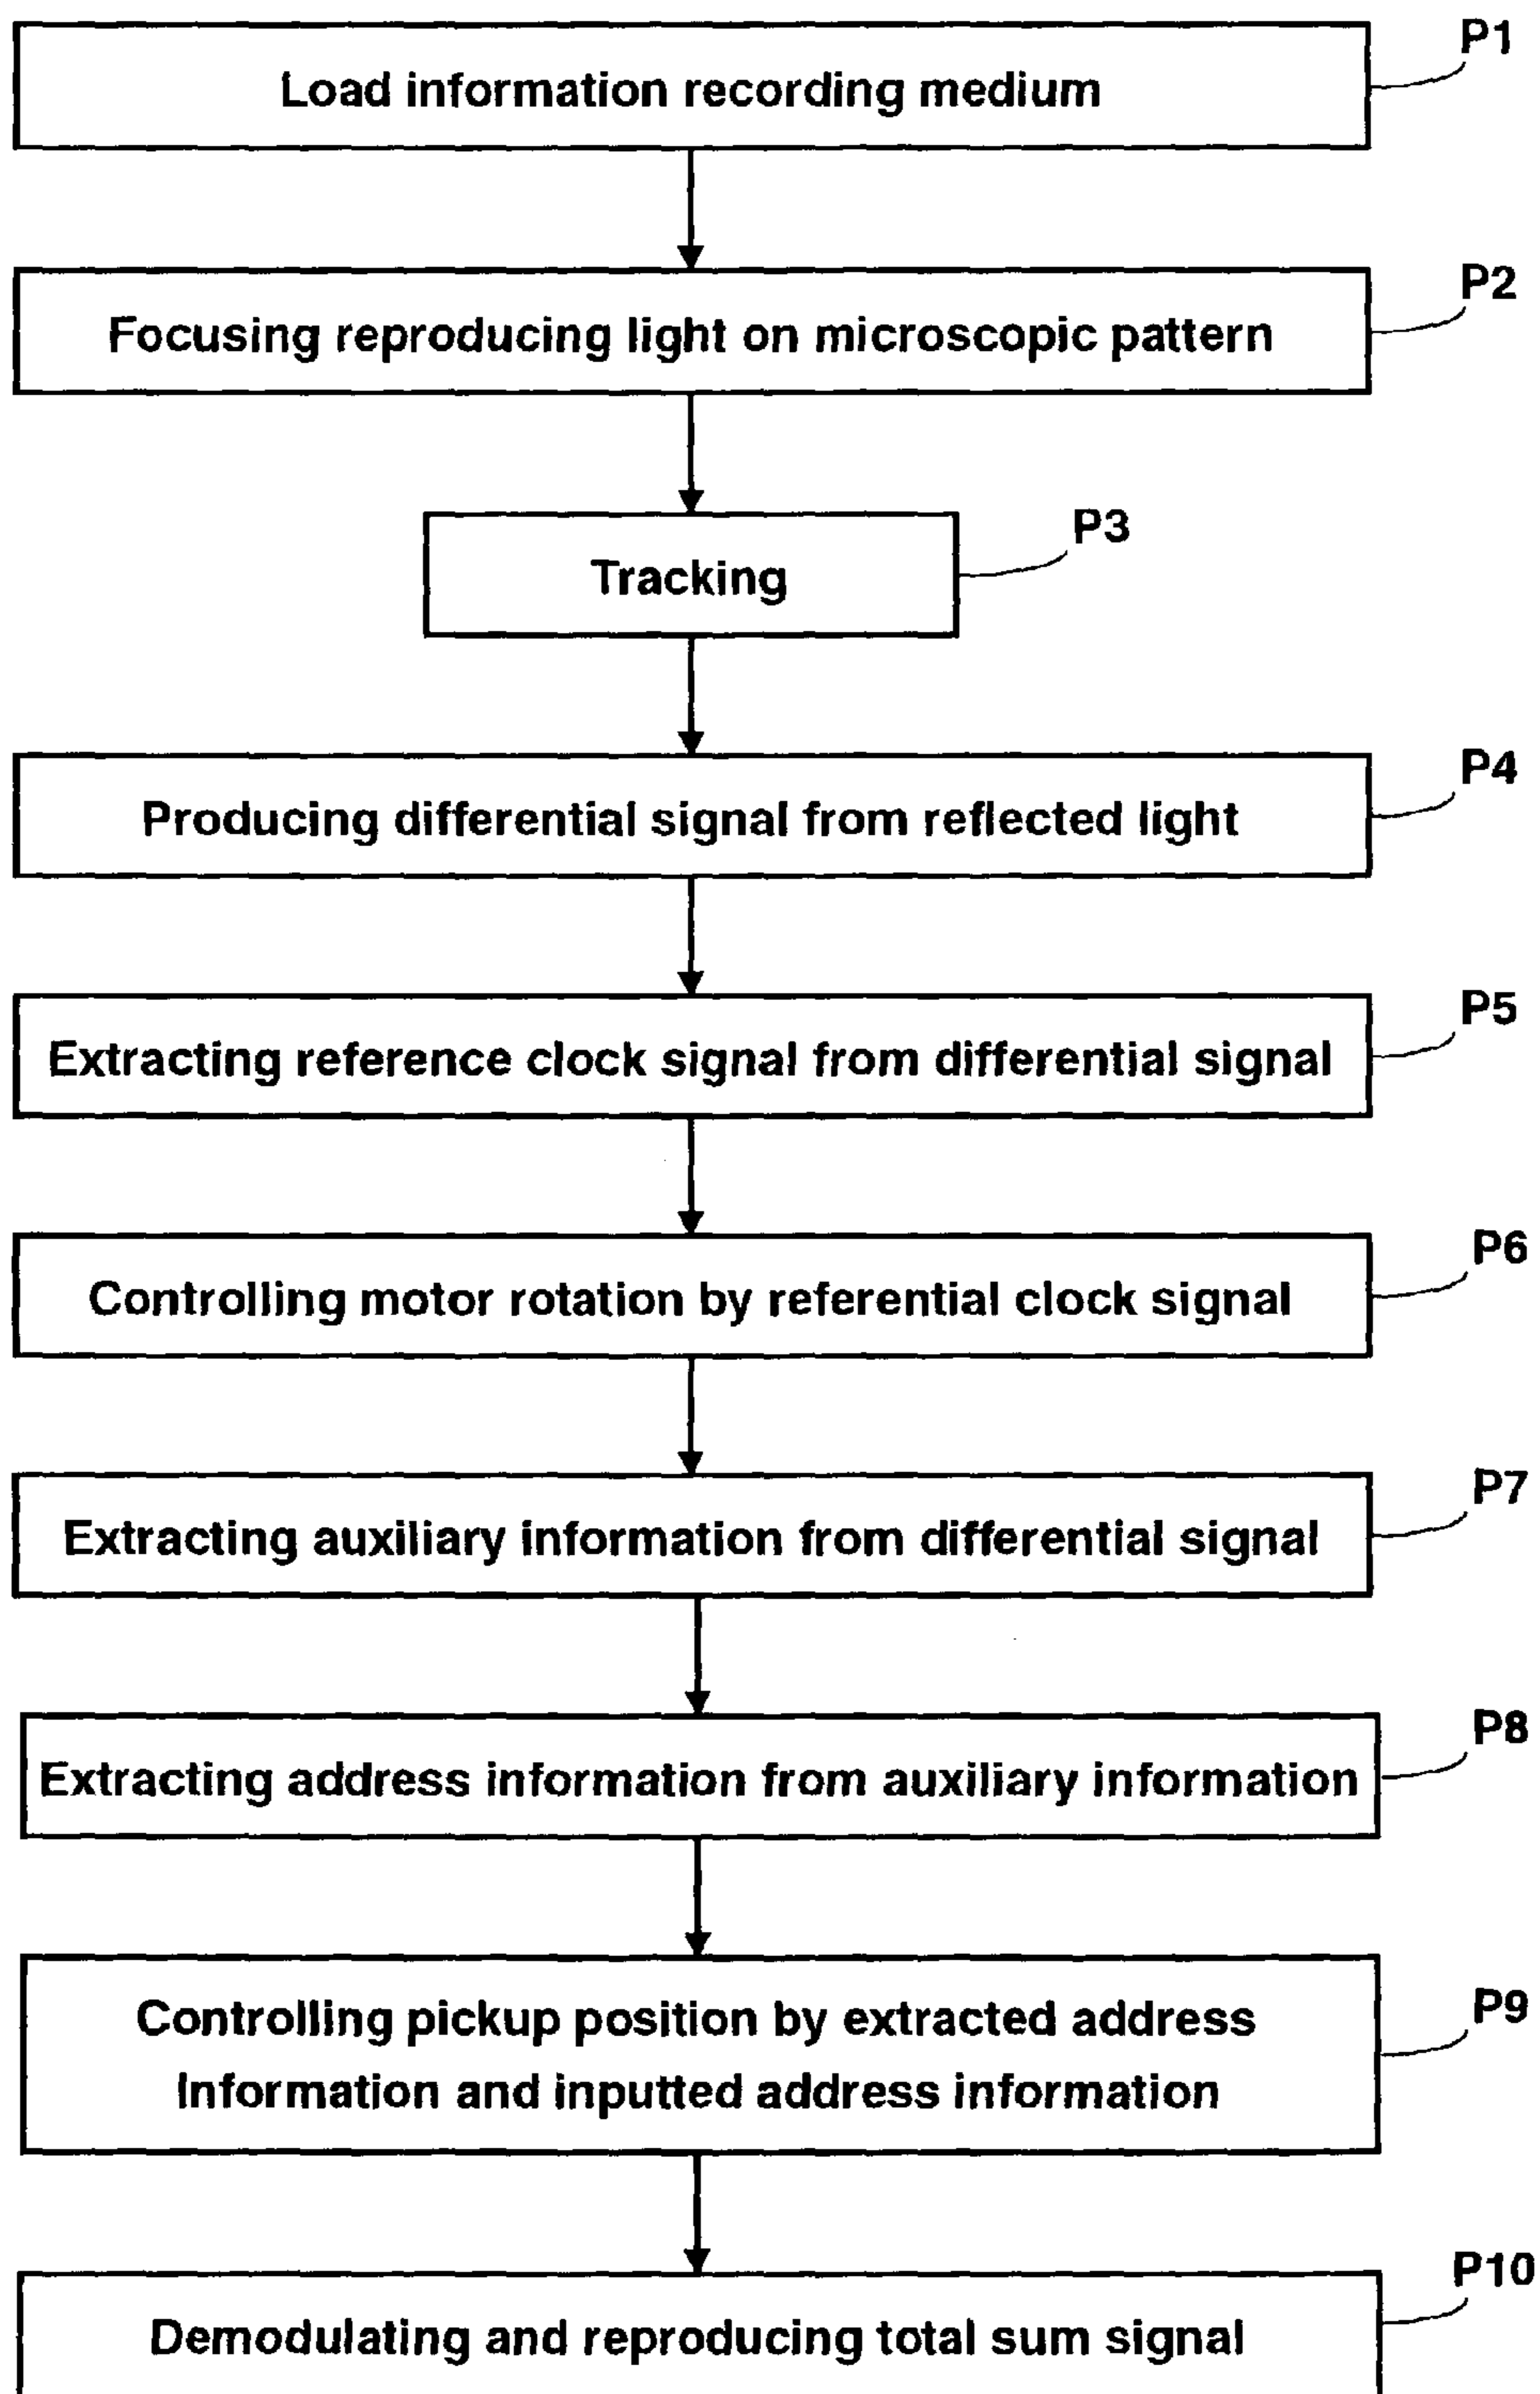 P1
Load information recording medium
P2
Focusing reproducing light on microscopic pattern
P3
Tracking
P4
Producing differential signal from reflected light
P5
Extracting reference clock signal from differential signal
P6
Controlling motor rotation by referential clock signal
P7
Extracting auxiliary information from differential signal
P8
Extracting address information from auxiliary information
P9
Controlling pickup position by extracted address
Information and inputted address information
P10
Demodulating and reproducing total sum signal